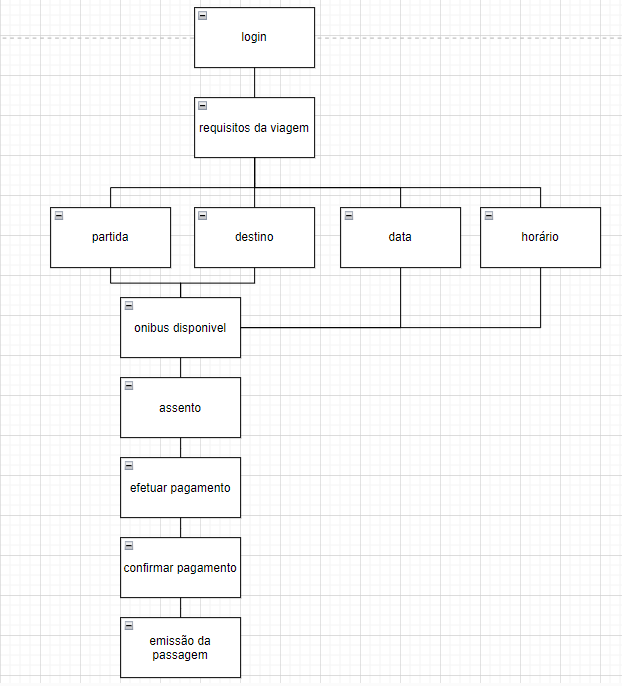 login
requisitos da viagem
partida
destino
data
horário
onibus disponivel
assento
efetuar pagamento
confirmar pagamento
emissão da
passagem